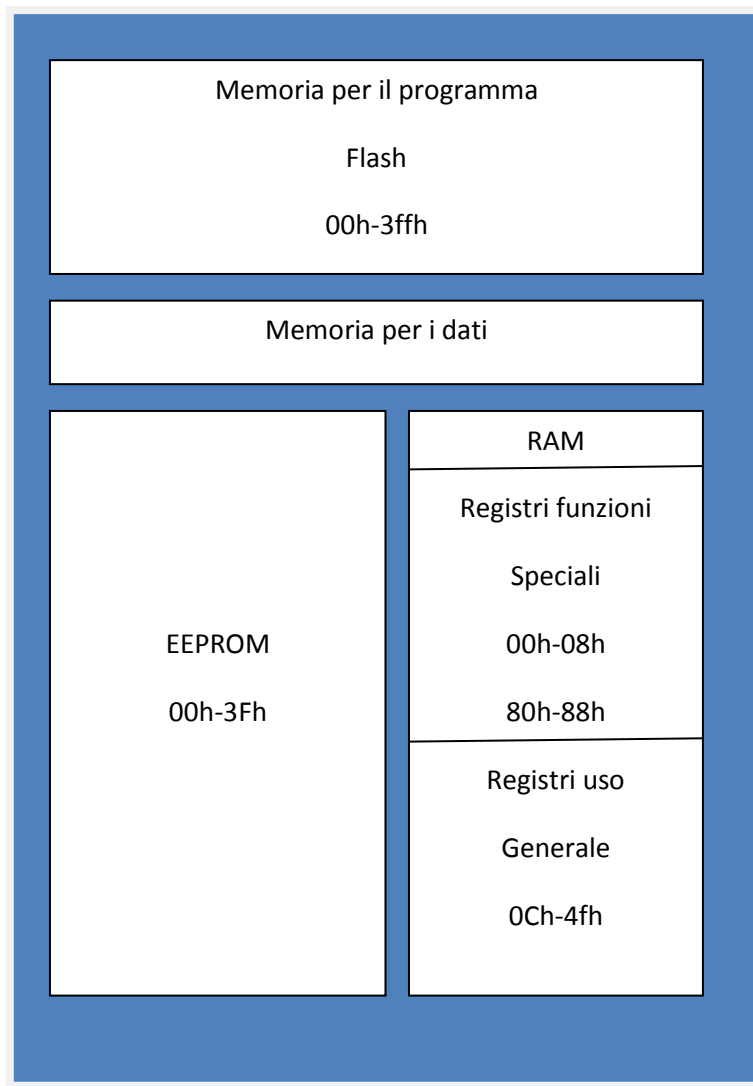 Memoria per il programma
Flash
00h-3ffh
Memoria per i dati
EEPROM
00h-3Fh
RAM
Registri funzioni
Speciali
00h-08h
80h-88h
Registri uso
Generale
0Ch-4fh